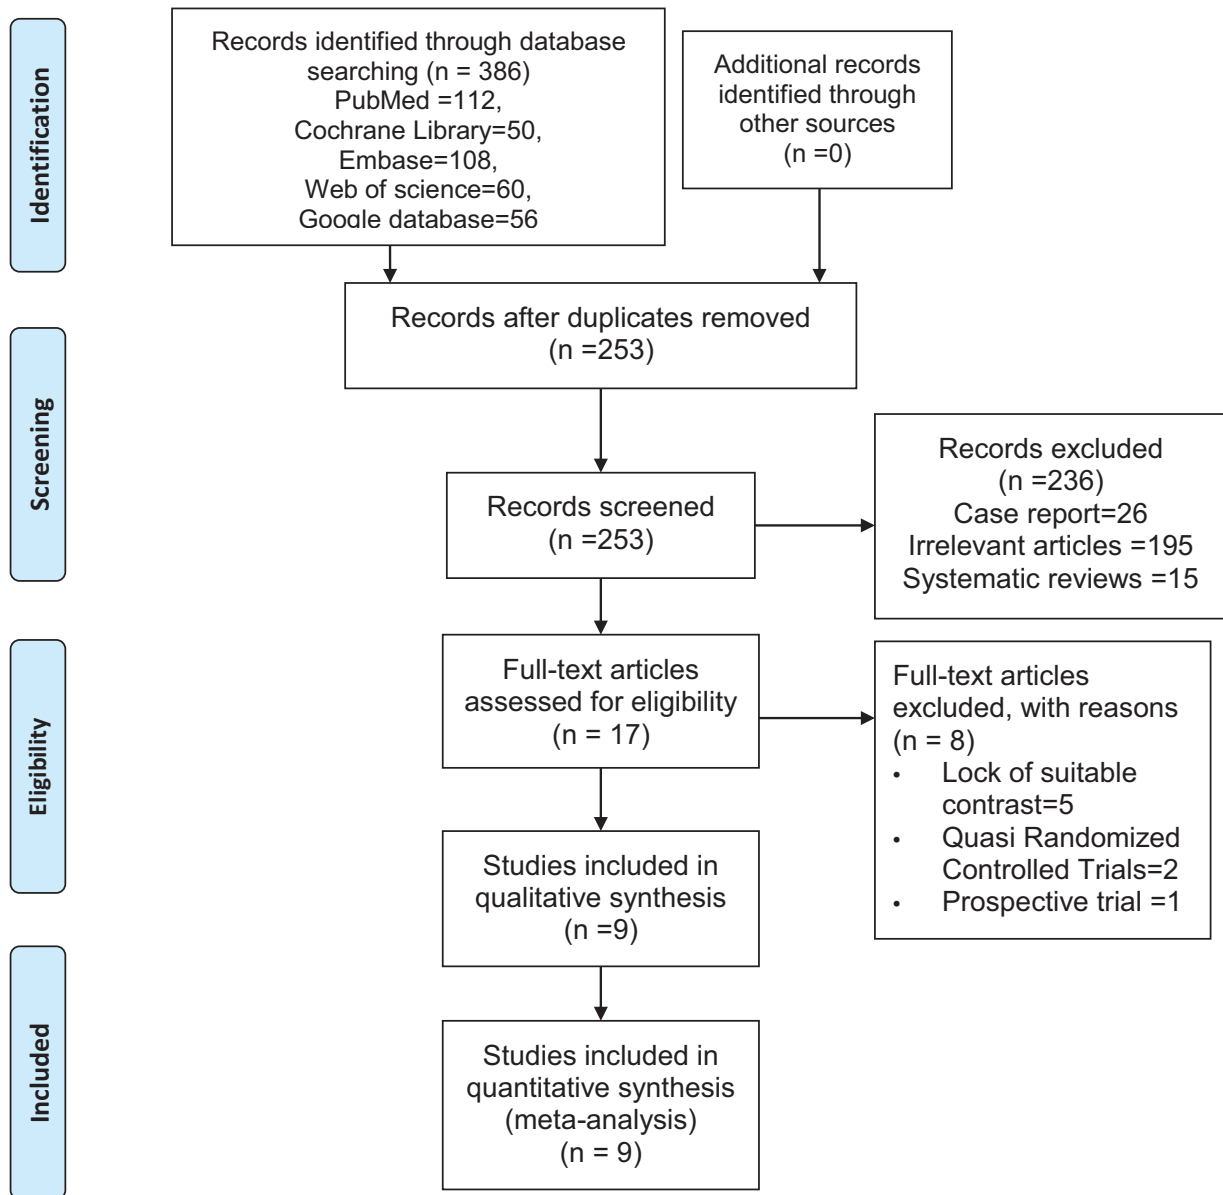 Identification
Records identified through database
searching (n = 386)
PubMed =112,
Cochrane Library=50,
Embase=108,
Web of science=60,
Google database=56
Additional records
identified through
other sources
(n =0)
Records after duplicates removed
(n =253)
Screening
Records screened
(n =253)
Records excluded
(n =236)
Case report=26
Irrelevant articles =195
Systematic reviews =15
Eligibility
Full-text articles
assessed for eligibility
(n = 17)
Full-text articles
excluded, with reasons
(n = 8)
• Lock of suitable
contrast=5
• Quasi Randomized
Controlled Trials=2
• Prospective trial =1
Studies included in
qualitative synthesis
(n =9)
Included
Studies included in
quantitative synthesis
(meta-analysis)
(n = 9)